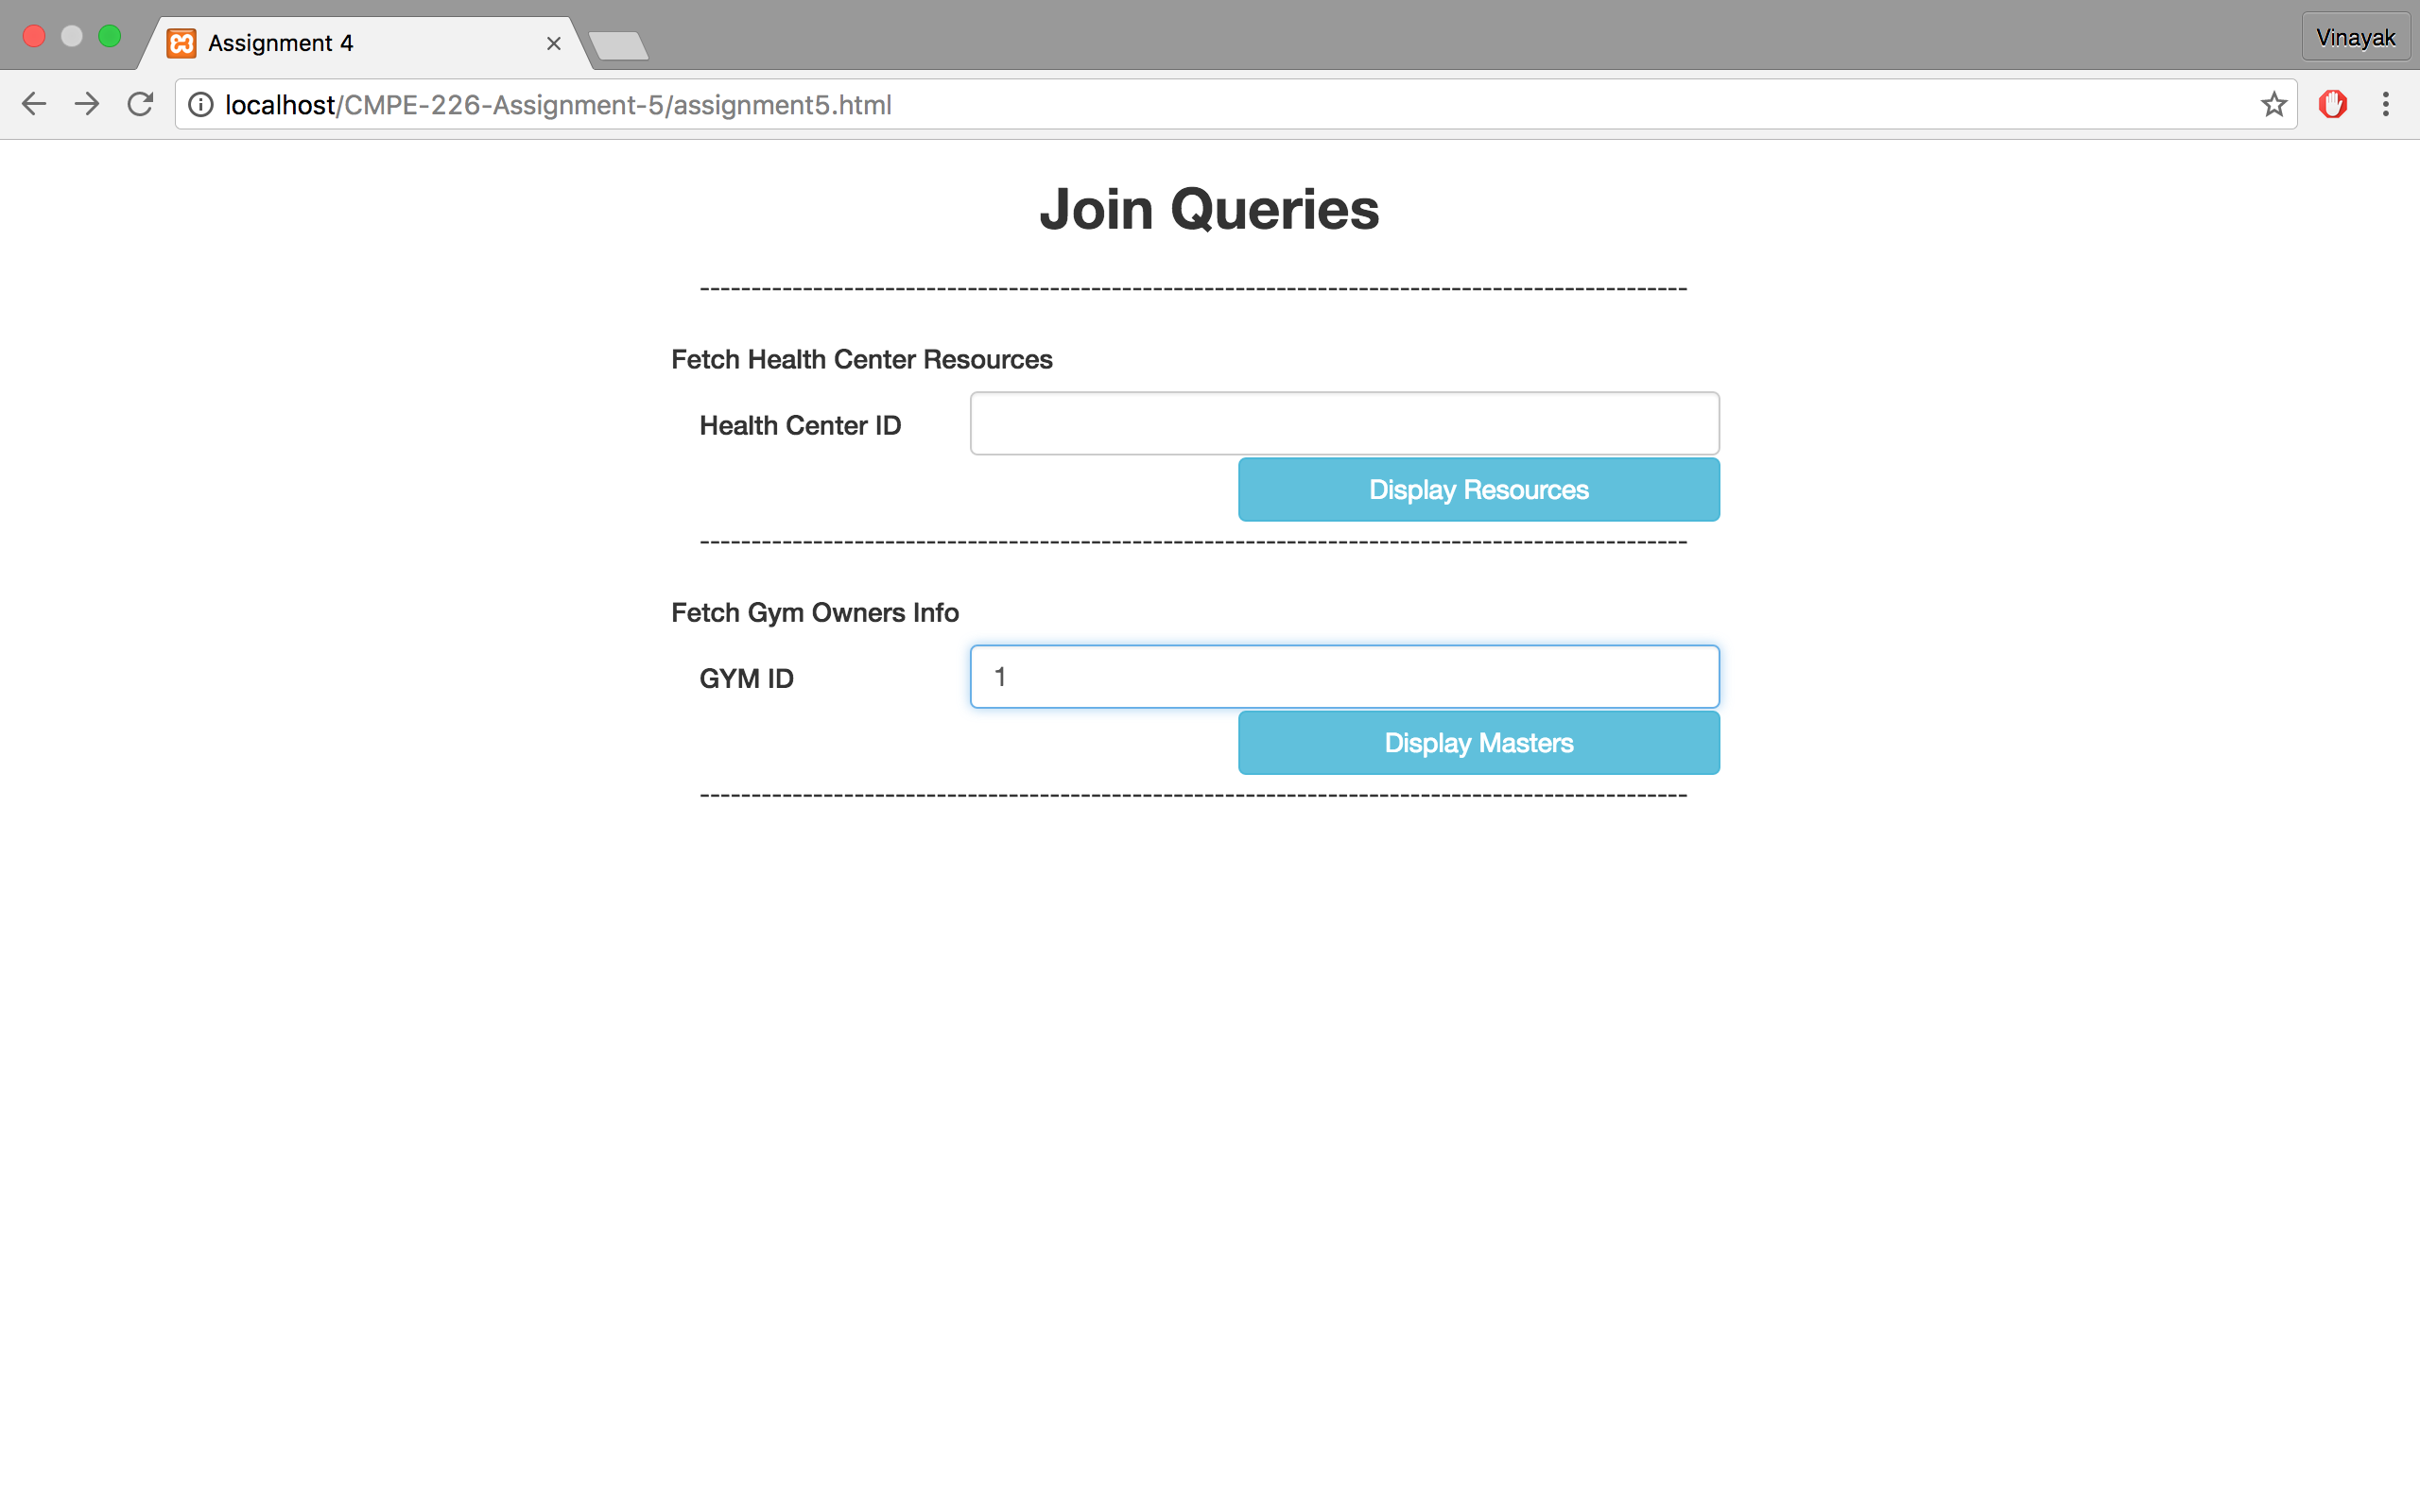 Assignment 4
Vinayak
localhost/CMPE-226-Assignment-5/assignment5.html
Join Queries
------------------------------------------------------------------------------------------------
Fetch Health Center Resources
Health Center ID
Display Resources
------------------------------------------------------------------------------------------------
Fetch Gym Owners Info
GYM ID 1
Display Masters
------------------------------------------------------------------------------------------------